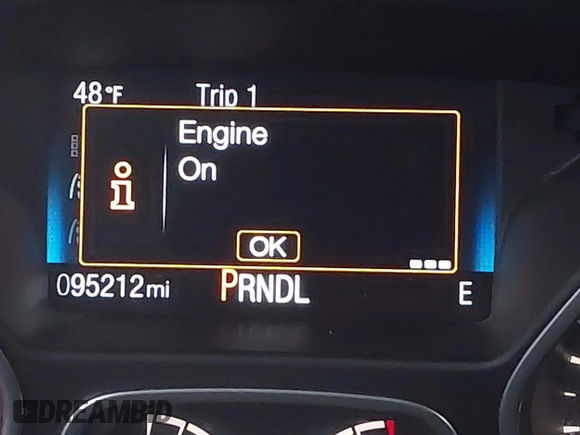 48°F Trip 1
Engine
On
i
OK
095212mi PRNDL E
DREAMBID